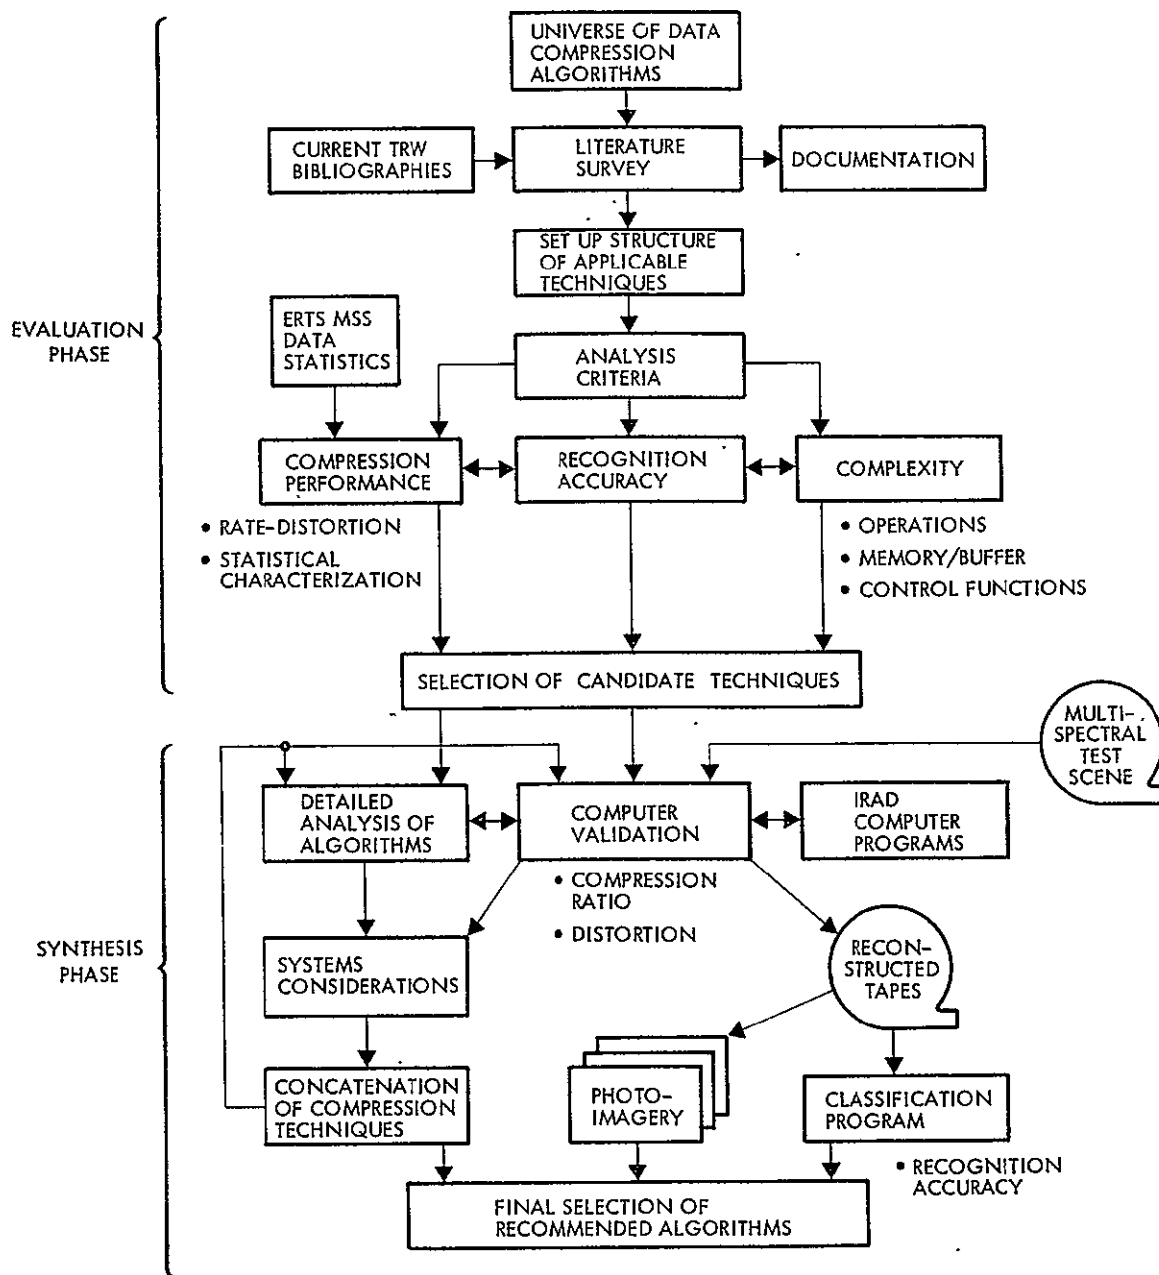 UNIVERSE OF DATA
COMPRESSION
ALGORITHMS
CURRENT TRW
BIBLIOGRAPHIES
LITERATURE
SURVEY
DOCUMENTATION
SET UP STRUCTURE
OF APPLICABLE
TECHNIQUES
EVALUATION
PHASE
ERTS MSS
DATA
STATISTICS
ANALYSIS
CRITERIA
COMPRESSION
PERFORMANCE
RECOGNITION
ACCURACY
COMPLEXITY
• RATE-DISTORTION
• STATISTICAL
CHARACTERIZATION
• OPERATIONS
• MEMORY/BUFFER
• CONTROL FUNCTIONS
SELECTION OF CANDIDATE TECHNIQUES
MULTI-
SPECTRAL
TEST
SCENE
DETAILED
ANALYSIS OF
ALGORITHMS
COMPUTER
VALIDATION
IRAD
COMPUTER
PROGRAMS
• COMPRESSION
RATIO
• DISTORTION
SYNTHESIS
PHASE
SYSTEMS
CONSIDERATIONS
RECON-
STRUCTED
TAPES
CONCATENATION
OF COMPRESSION
TECHNIQUES
PHOTO-
IMAGERY
CLASSIFICATION
PROGRAM
• RECOGNITION
ACCURACY
FINAL SELECTION OF
RECOMMENDED ALGORITHMS